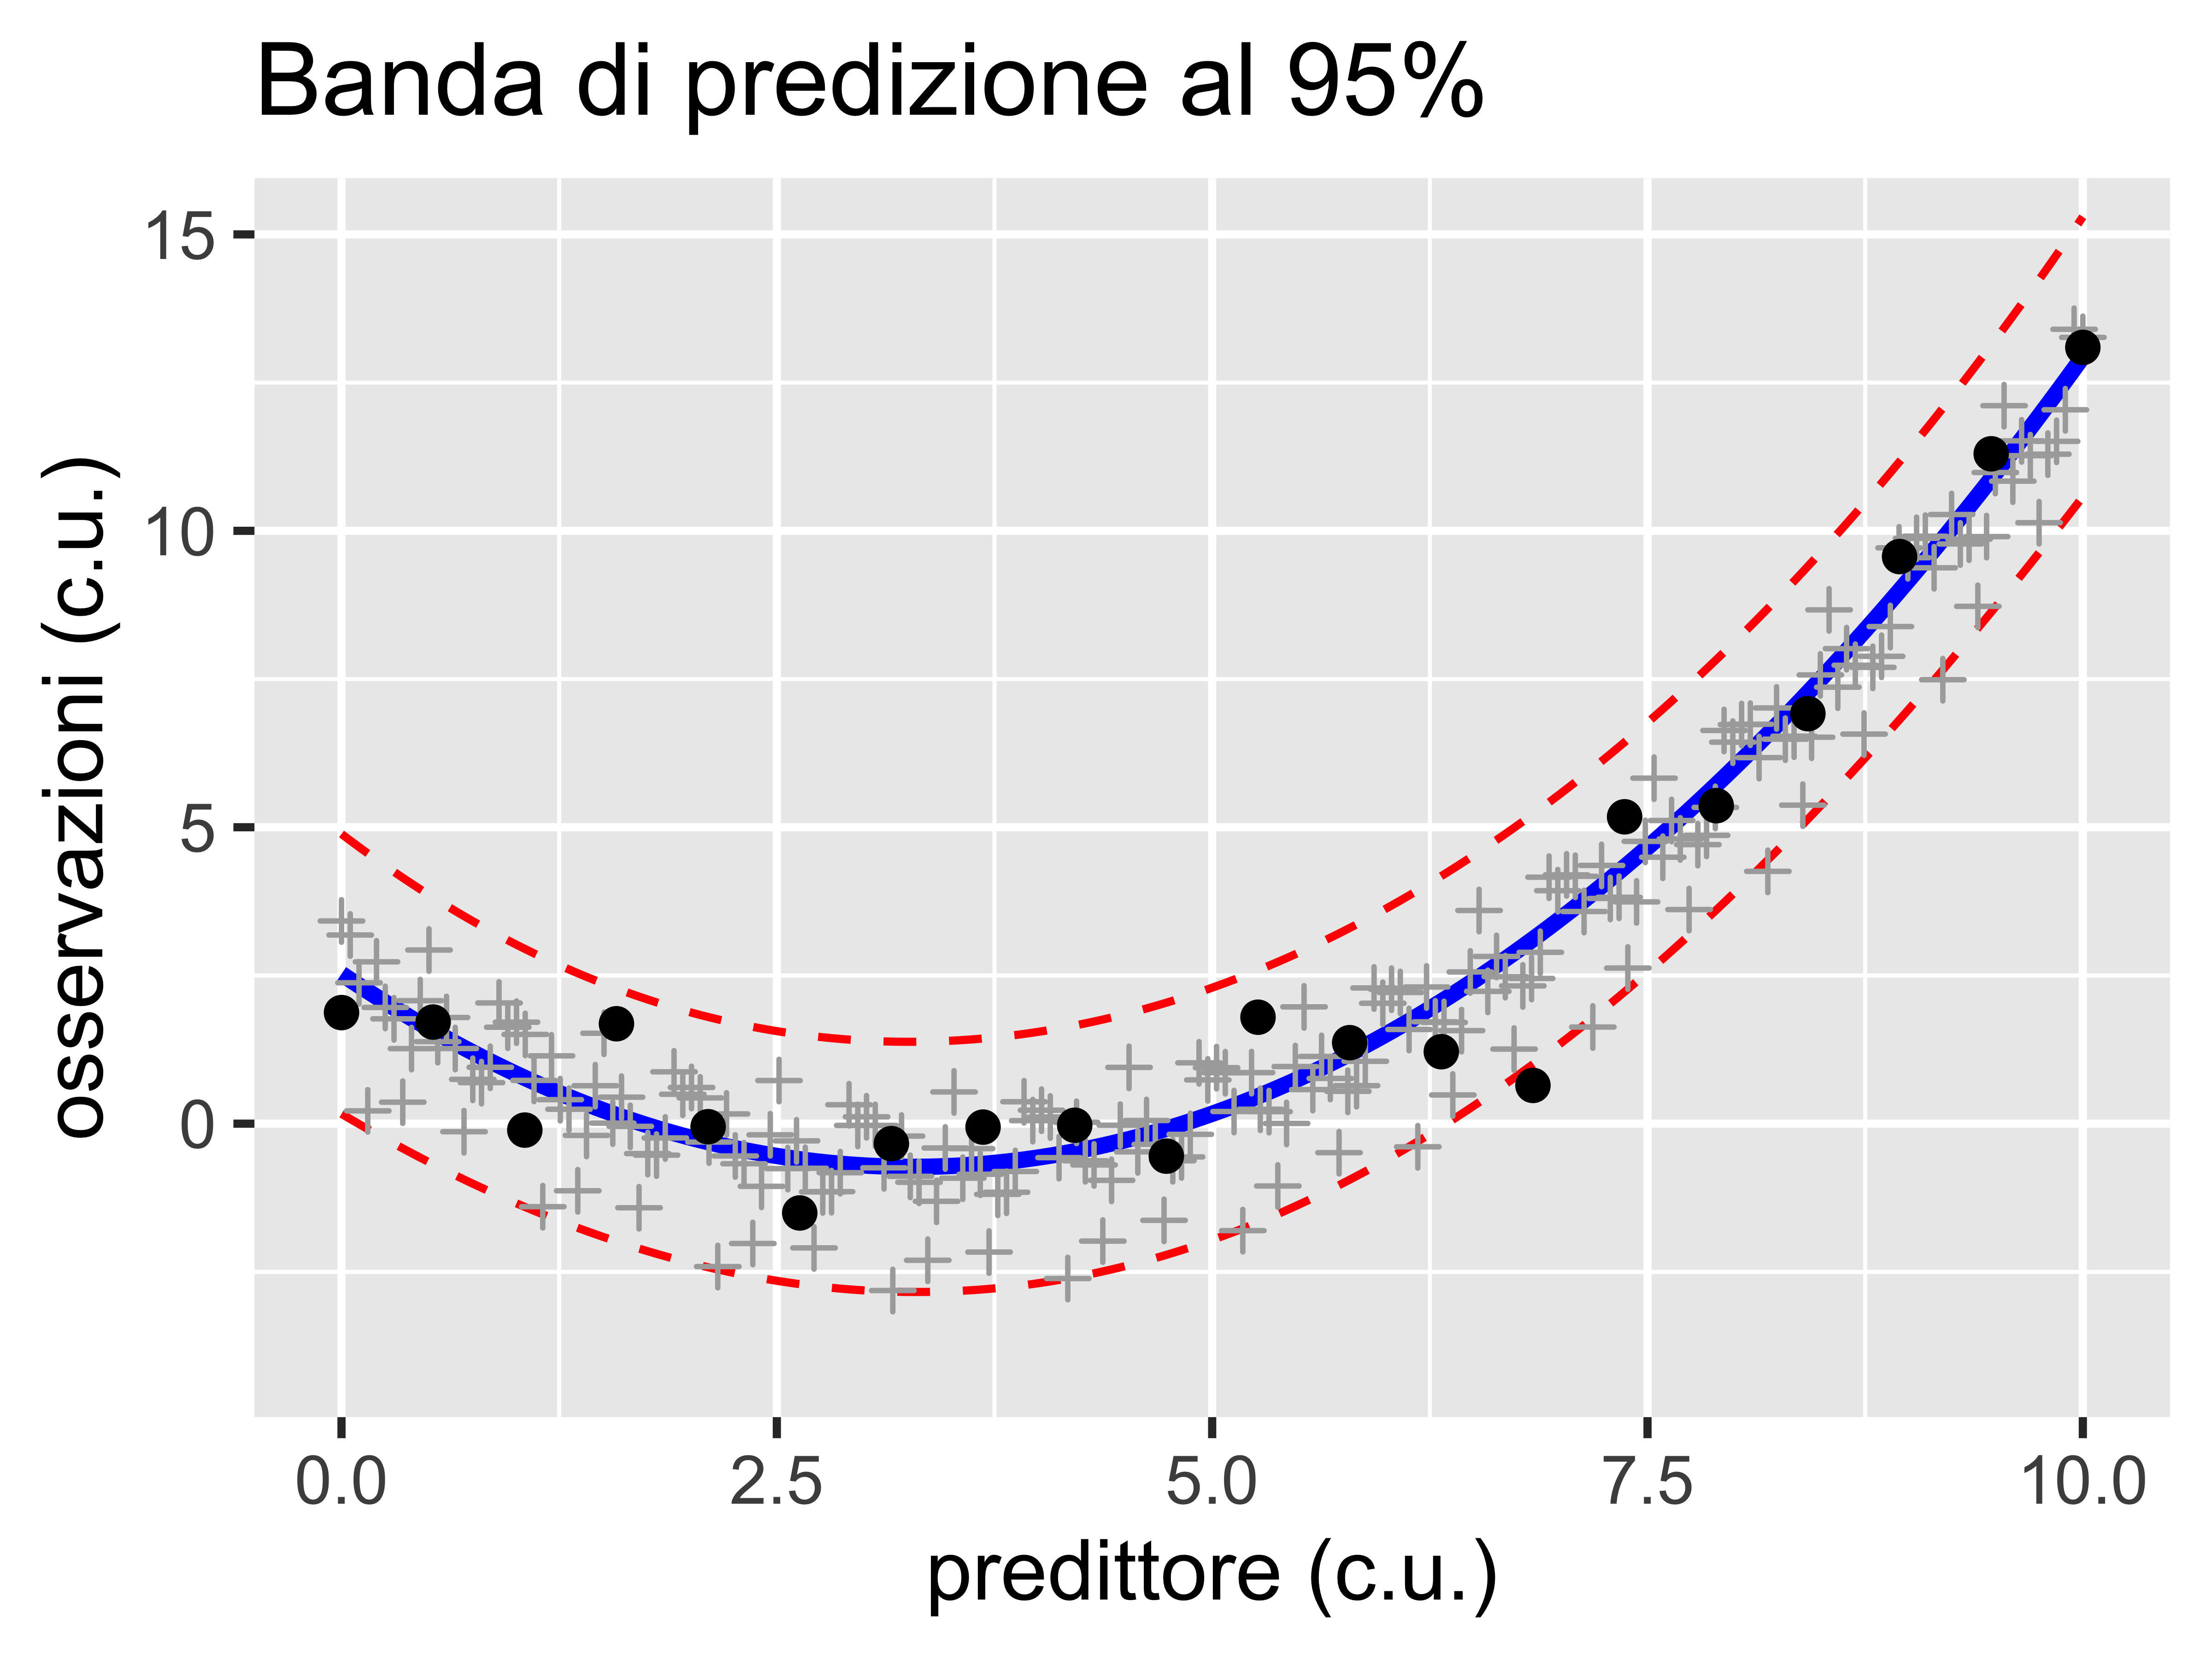 Banda di predizione al 95%
osservazioni (c.u.)
15
10
5
0
0.0 2.5 5.0 7.5 10.0
predittore (c.u.)